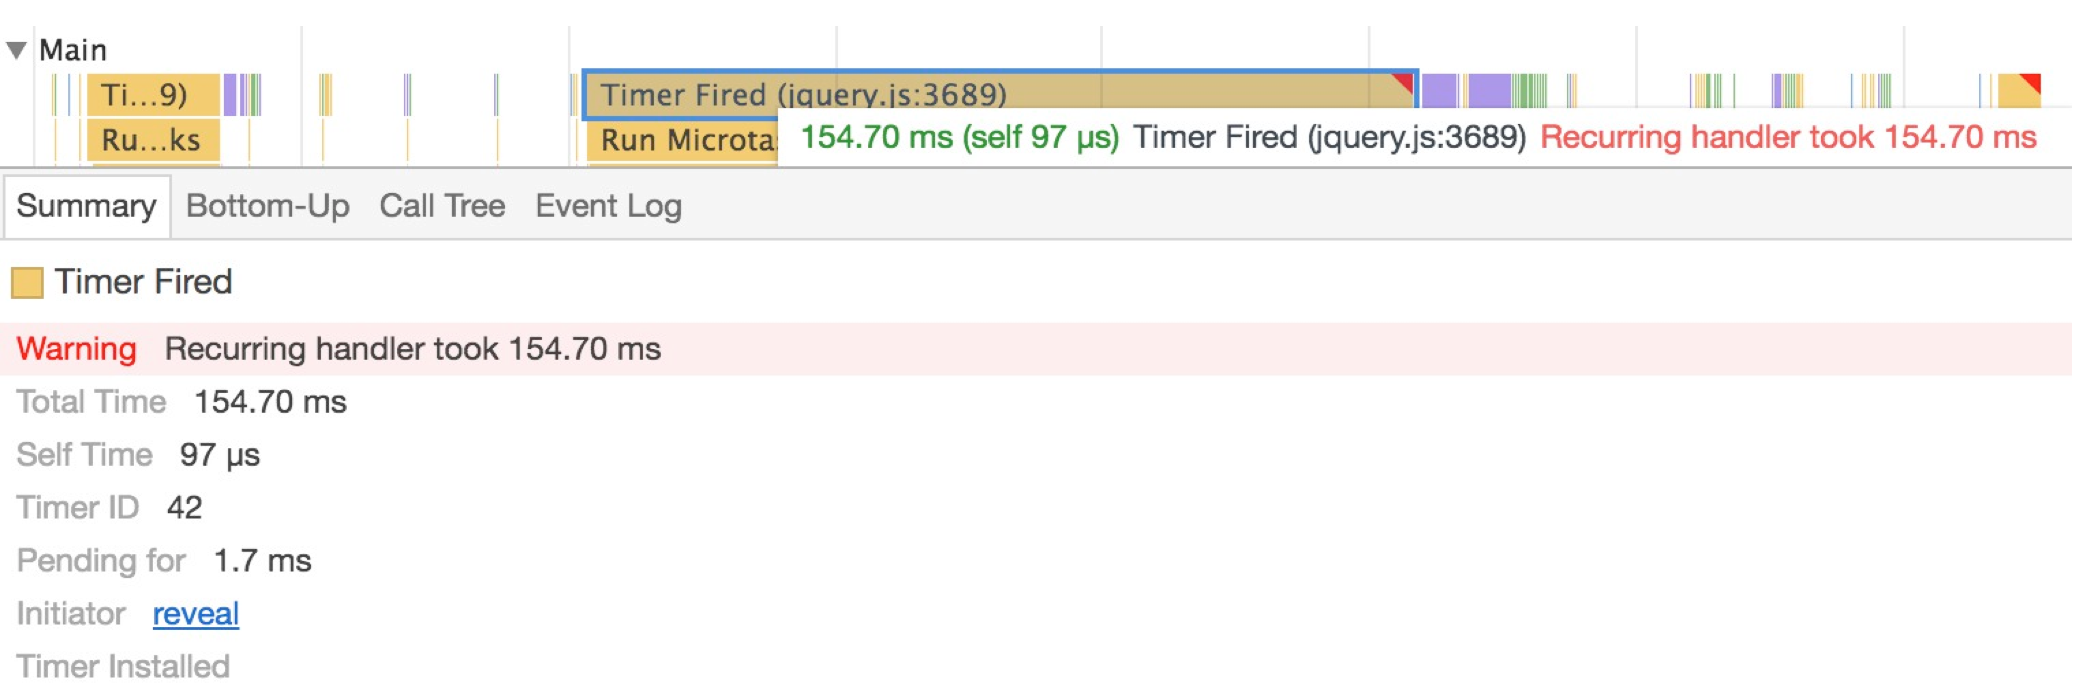 Main
Ti...9)
Timer Fired (jquery.js:3689)
Ru...ks
Run Microta
154.70 ms (self 97 µs) Timer Fired (jquery.js:3689) Recurring handler took 154.70 ms
Summary Bottom-Up Call Tree Event Log
Timer Fired
Warning Recurring handler took 154.70 ms
Total Time 154.70 ms
Self Time 97 µs
Timer ID 42
Pending for 1.7 ms
Initiator reveal
Timer Installed